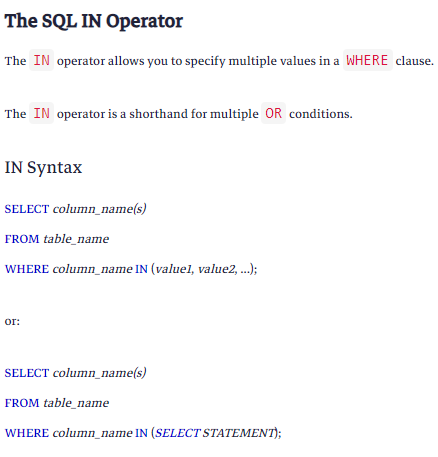 The SQL IN Operator
The IN operator allows you to specify multiple values in a WHERE clause.
The IN operator is a shorthand for multiple OR conditions.
IN Syntax
SELECT column_name(s)
FROM table_name
WHERE column_name IN (value1, value2, ...);
or:
SELECT column_name(s)
FROM table_name
WHERE column_name IN (SELECT STATEMENT);